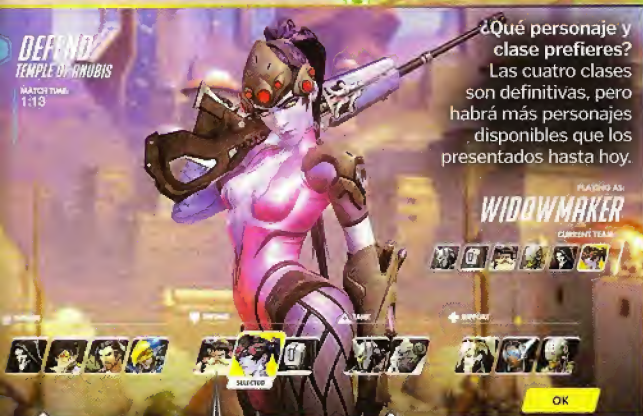 DEFEND
TEMPLE OF ANUBIS
MATCH TIME:
1:13
¿Qué personaje y
clase prefieres?
Las cuatro clases
son definitivas, pero
habrá más personajes
disponibles que los
presentados hasta hoy.
PLAYING AS:
WIDOWMAKER
CURRENT TEAM:
OFFENSE
DEFENSE
TANK
SUPPORT
SELECTED
OK